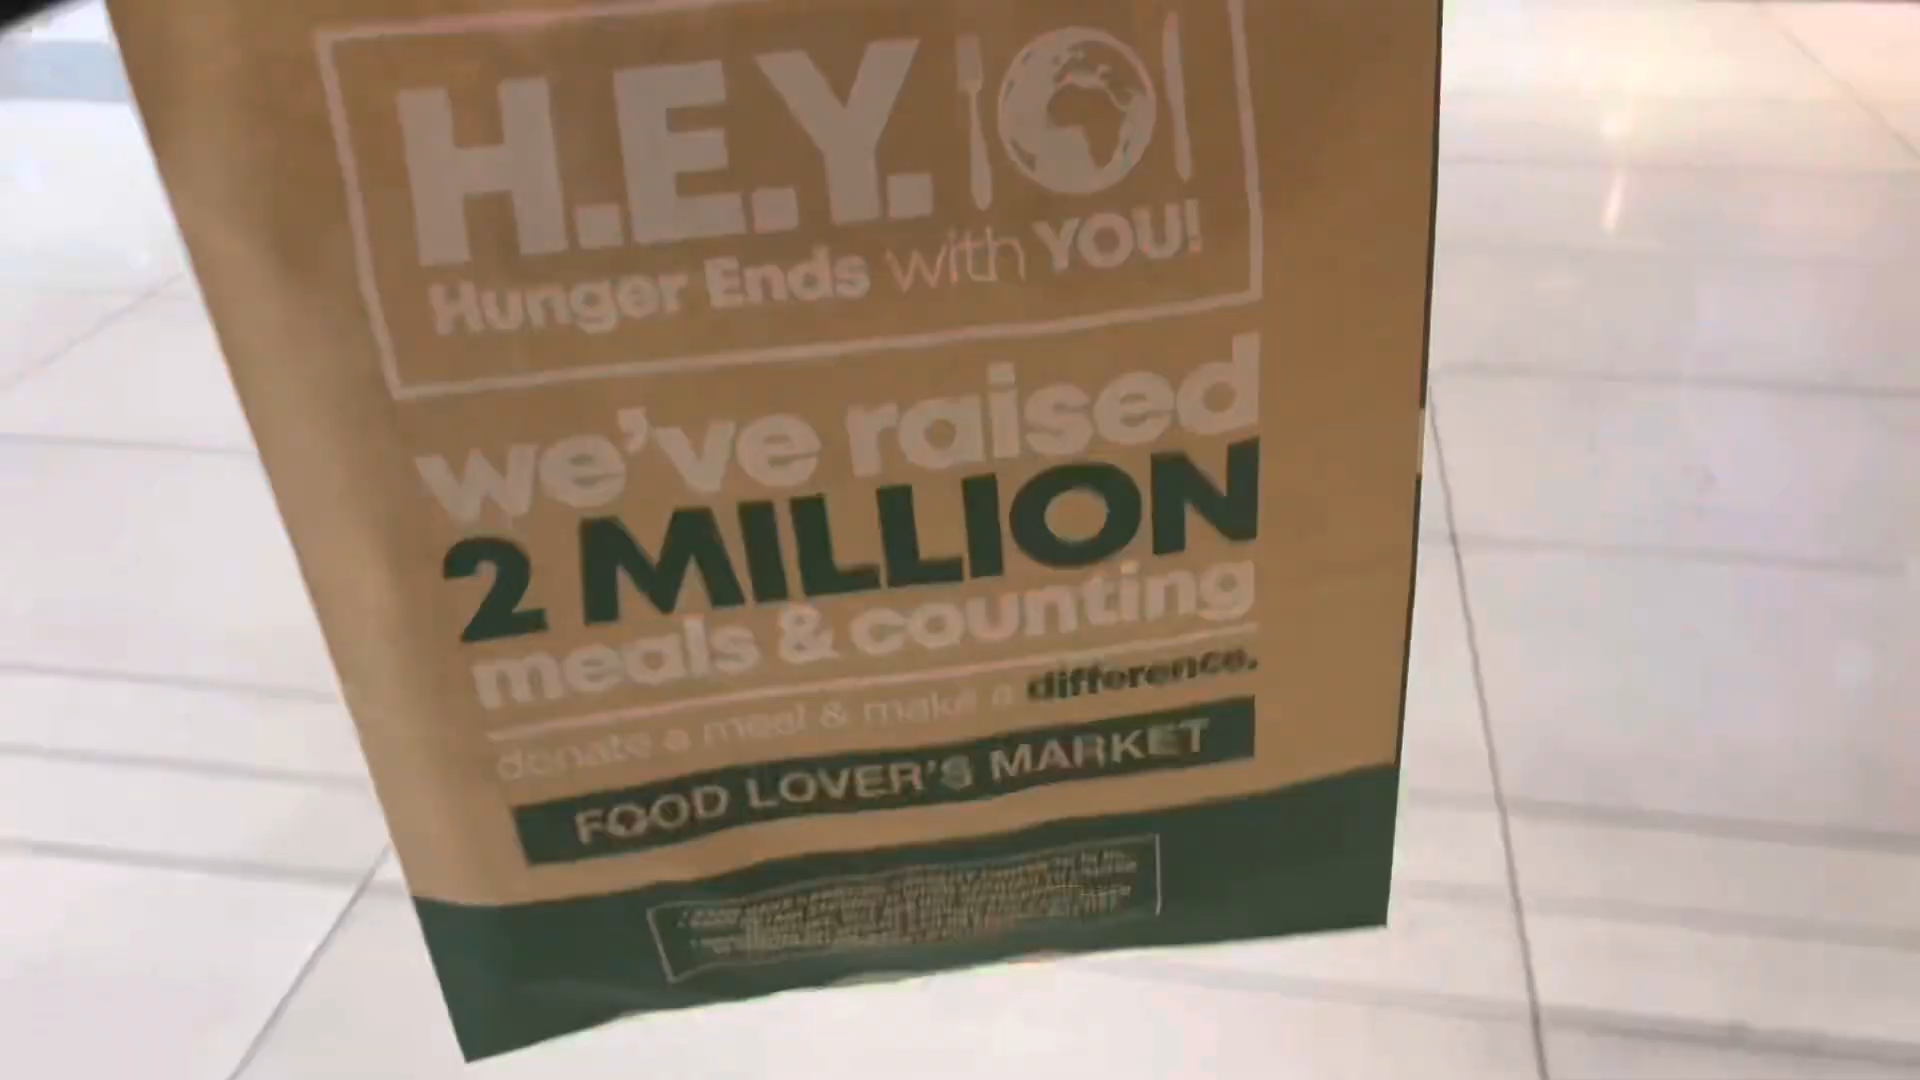 H.E.Y.
Hunger Ends with YOU!
we've raised
2 MILLION
meals & counting
donate a meal & make a difference.
FOOD LOVER'S MARKET